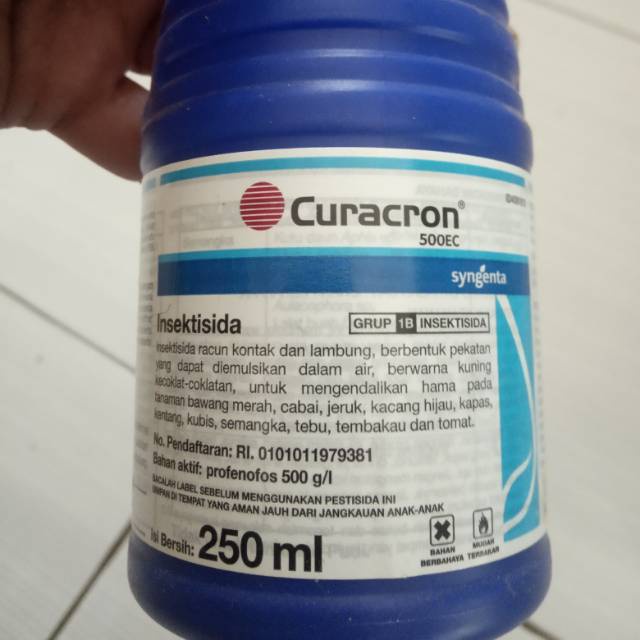 Curacron®
500EC
syngenta
Insektisida
GRUP 1B INSEKTISIDA
Insektisida racun kontak dan lambung, berbentuk pekatan
yang dapat diemulsikan dalam air, berwarna kuning
kecoklat-coklatan, untuk mengendalikan hama pada
tanaman bawang merah, cabai, jeruk, kacang hijau, kapas,
kentang, kubis, semangka, tebu, tembakau dan tomat.
No. Pendaftaran: RI. 0101011979381
Bahan aktif: profenofos 500 g/l
BACALAH LABEL SEBELUM MENGGUNAKAN PESTISIDA INI
SIMPAN DI TEMPAT YANG AMAN JAUH DARI JANGKAUAN ANAK-ANAK
Isi Bersih: 250 ml
BAHAN
BERBAHAYA
MUDAH
TERBAKAR